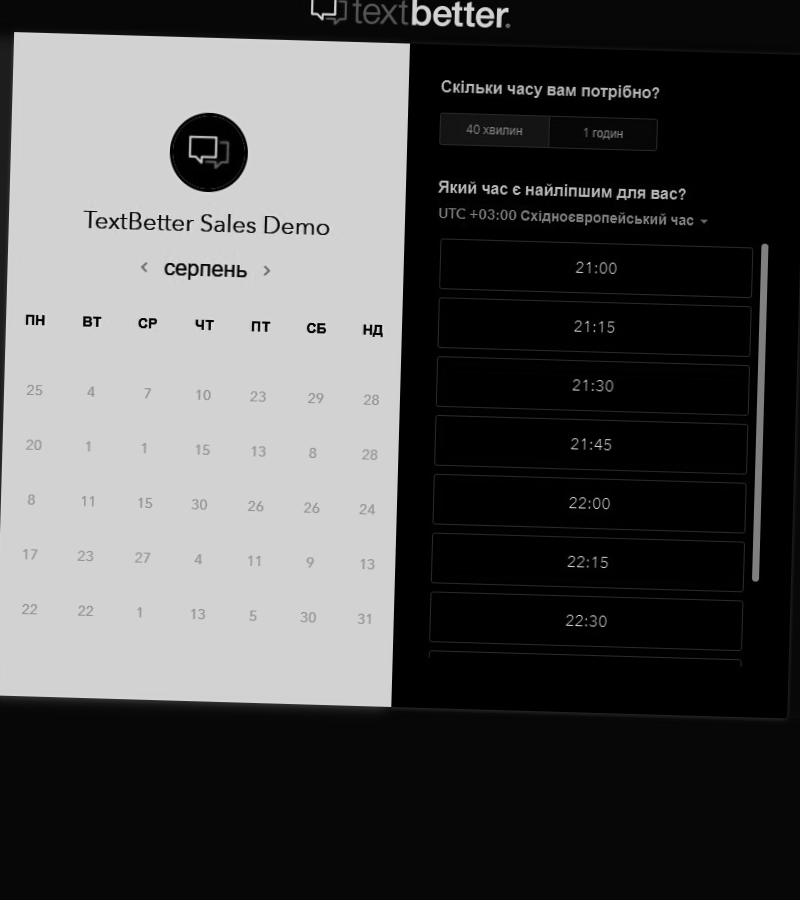 textbetter.
TextBetter Sales Demo
серпень
ПН ВТ СР ЧТ ПТ СБ НД
25 4 7 10 23 29 28
20 1 1 15 13 8 28
8 11 15 30 26 26 24
17 23 27 4 11 9 13
22 22 1 13 5 30 31
Скільки часу вам потрібно?
40 хвилин 1 годин
Який час є найліпшим для вас?
UTC +03:00 Східноєвропейський час
21:00
21:15
21:30
21:45
22:00
22:15
22:30